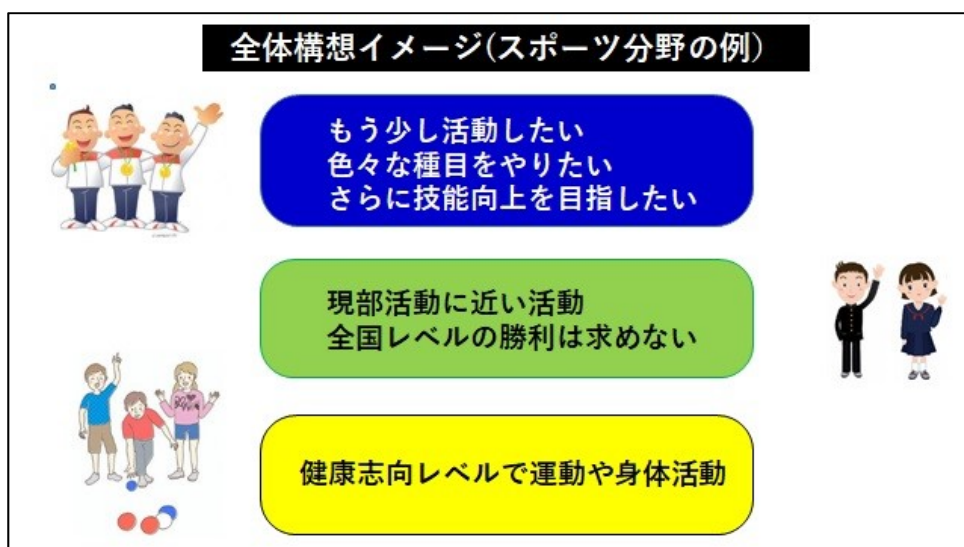 全体構想イメージ(スポーツ分野の例)
もう少し活動したい
色々な種目をやりたい
さらに技能向上を目指したい
現部活動に近い活動
全国レベルの勝利は求めない
健康志向レベルで運動や身体活動